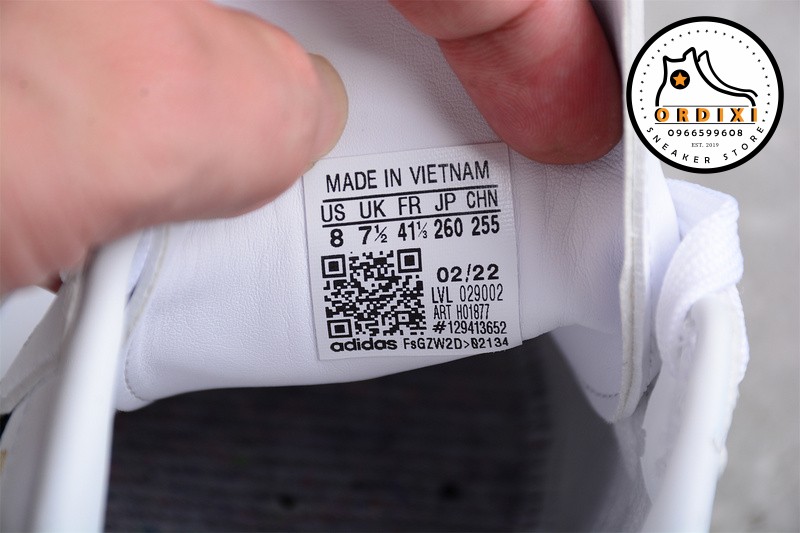 MADE IN VIETNAM
US UK FR JP CHN
8 7½ 41⅓ 260 255
02/22
LVL 029002
ART H01877
#129413652
adidas FsGZW2D>02134
ORDIXI
0966599608
EST. 2019
SNEAKER STORE